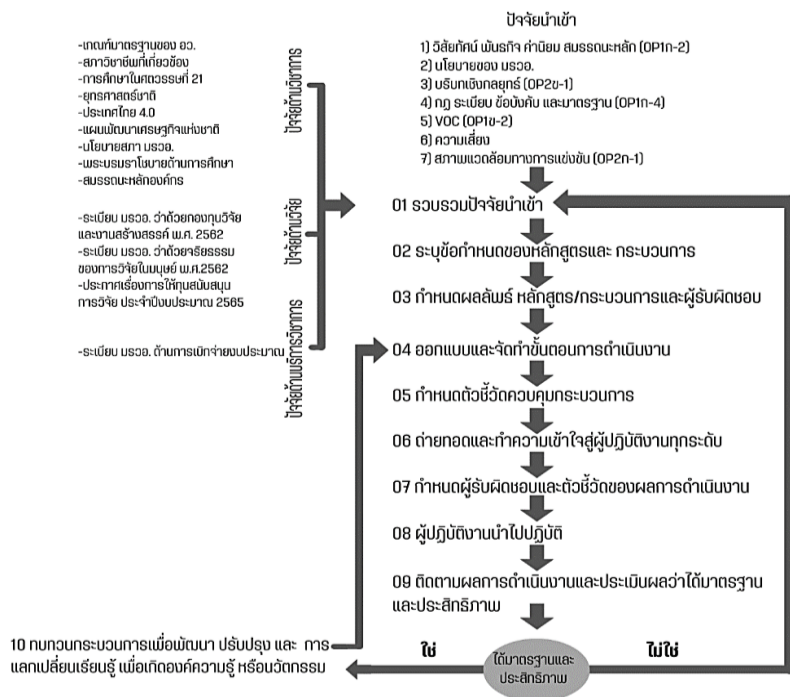 ปัจจัยนำเข้า
1) วิสัยทัศน์ พันธกิจ ค่านิยม สมรรถนะหลัก (OP1ก-2)
2) นโยบายของ มรวอ.
3) บริบทเชิงกลยุทธ์ (OP2ข-1)
4) กฎ ระเบียบ ข้อบังคับ และมาตรฐาน (OP1ก-4)
5) VOC (OP1ข-2)
6) ความเสี่ยง
7) สภาพแวดล้อมทางการแข่งขัน (OP2ก-1)
-เกณฑ์มาตรฐานของ อว.
-สภาวิชาชีพที่เกี่ยวข้อง
-การศึกษาในศตวรรษที่ 21
-ยุทธศาสตร์ชาติ
-ประเทศไทย 4.0
-แผนพัฒนาเศรษฐกิจแห่งชาติ
-นโยบายสภา มรวอ.
-พระบรมราโชบายด้านการศึกษา
-สมรรถนะหลักองค์กร
ปัจจัยด้านวิชาการ
-ระเบียบ มรวอ. ว่าด้วยกองทุนวิจัย
และงานสร้างสรรค์ พ.ศ. 2562
-ระเบียบ มรวอ. ว่าด้วยจริยธรรม
ของการวิจัยในมนุษย์ พ.ศ.2562
-ประกาศเรื่องการให้ทุนสนับสนุน
การวิจัย ประจำปีงบประมาณ 2565
ปัจจัยด้านวิจัย
-ระเบียบ มรวอ. ด้านการเบิกจ่ายงบประมาณ
ปัจจัยด้านบริการวิชาการ
01 รวบรวมปัจจัยนำเข้า
02 ระบุข้อกำหนดของหลักสูตรและ กระบวนการ
03 กำหนดผลลัพธ์ หลักสูตร/กระบวนการและผู้รับผิดชอบ
04 ออกแบบและจัดทำขั้นตอนการดำเนินงาน
05 กำหนดตัวชี้วัดควบคุมกระบวนการ
06 ถ่ายทอดและทำความเข้าใจสู่ผู้ปฏิบัติงานทุกระดับ
07 กำหนดผู้รับผิดชอบและตัวชี้วัดของผลการดำเนินงาน
08 ผู้ปฏิบัติงานนำไปปฏิบัติ
09 ติดตามผลการดำเนินงานและประเมินผลว่าได้มาตรฐาน
และประสิทธิภาพ
ได้มาตรฐานและ
ประสิทธิภาพ
ใช่
ไม่ใช่
10 ทบทวนกระบวนการเพื่อพัฒนา ปรับปรุง และ การ
แลกเปลี่ยนเรียนรู้ เพื่อเกิดองค์ความรู้ หรือนวัตกรรม